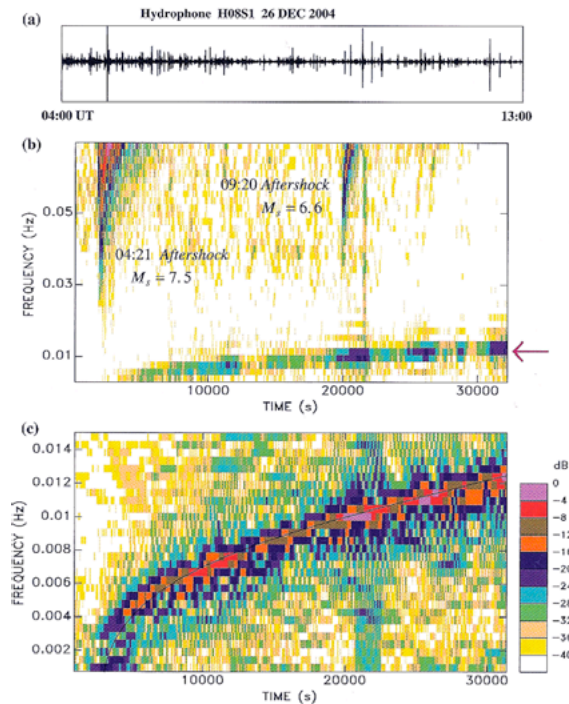 (a) Hydrophone H08S1 26 DEC 2004
04:00 UT 13:00
(b)
FREQUENCY (Hz)
0.05
0.03
0.01
09:20 Aftershock
Ms = 6.6
04:21 Aftershock
Ms = 7.5
10000 20000 30000
TIME (s)
(c)
FREQUENCY (Hz)
0.014
0.012
0.01
0.008
0.006
0.004
0.002
10000 20000 30000
TIME (s)
dB
0
-4
-8
-12
-16
-20
-24
-28
-32
-36
-40